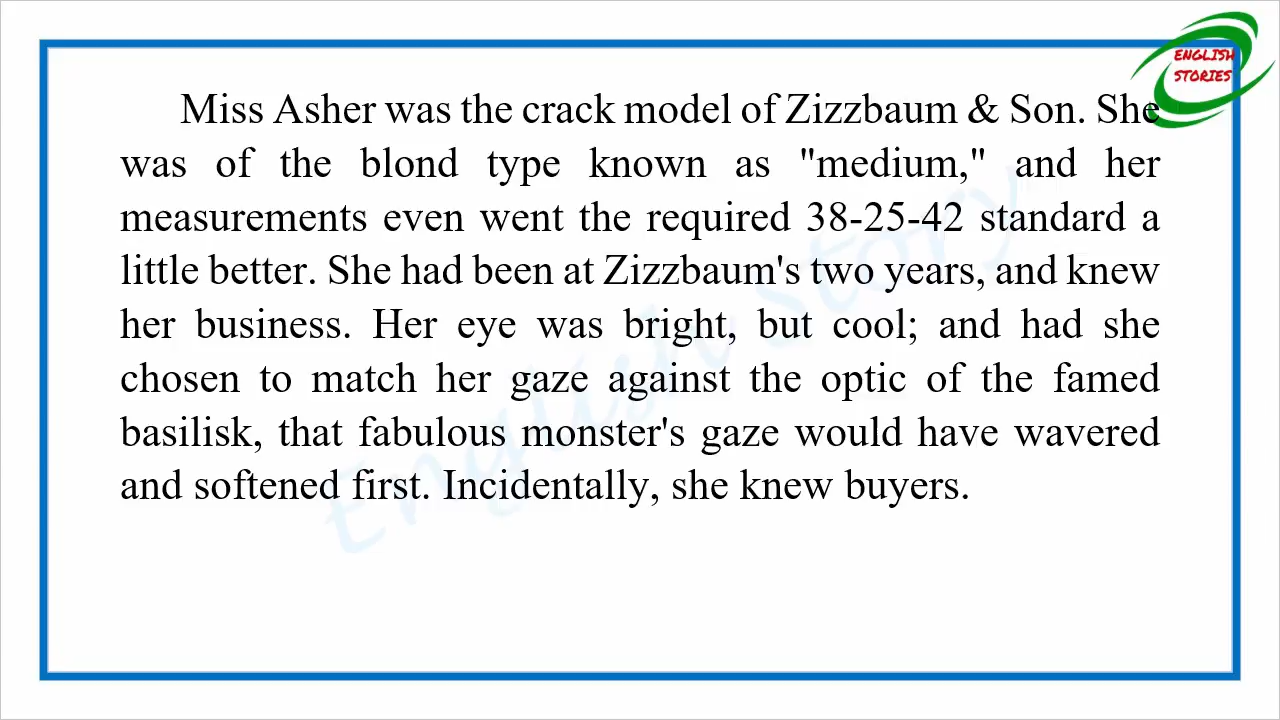 ENGLISH
STORIES
Miss Asher was the crack model of Zizzbaum & Son. She
was of the blond type known as "medium," and her
measurements even went the required 38-25-42 standard a
little better. She had been at Zizzbaum's two years, and knew
her business. Her eye was bright, but cool; and had she
chosen to match her gaze against the optic of the famed
basilisk, that fabulous monster's gaze would have wavered
and softened first. Incidentally, she knew buyers.
English Story